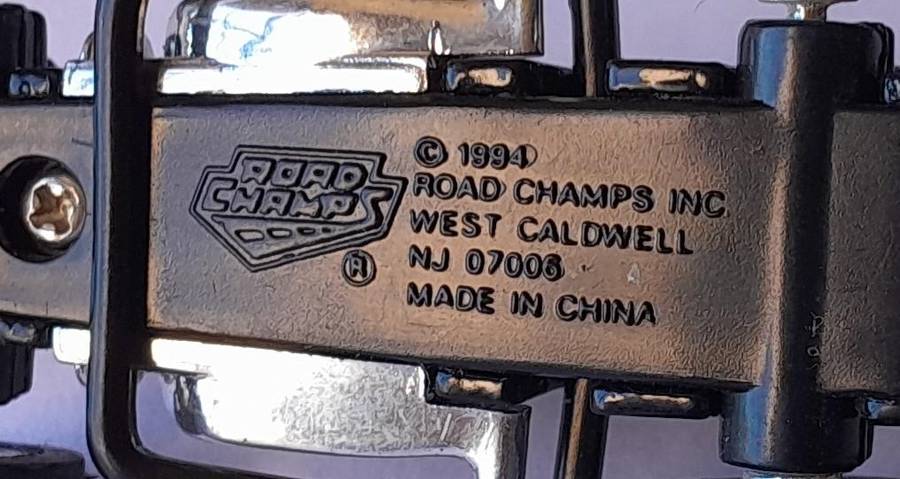 ROAD
CHAMPS
®
© 1994
ROAD CHAMPS INC
WEST CALDWELL
NJ 07006
MADE IN CHINA